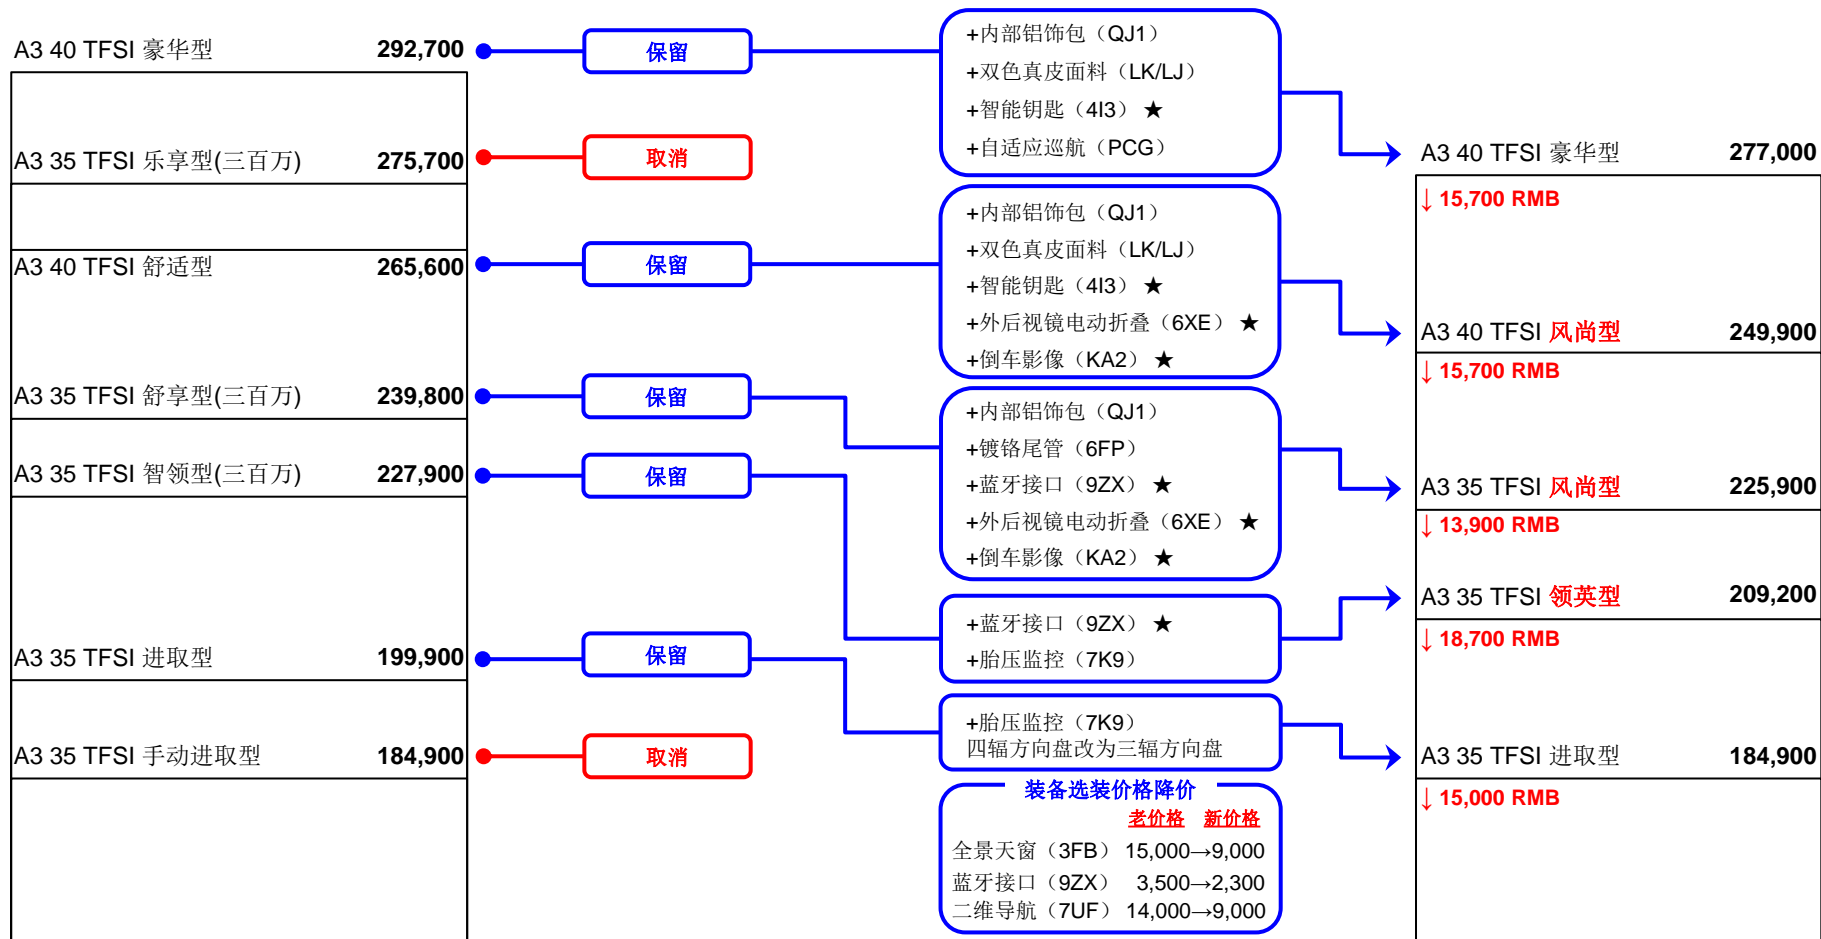 A3 40 TFSI 豪华型 292,700
A3 35 TFSI 乐享型(三百万) 275,700
A3 40 TFSI 舒适型 265,600
A3 35 TFSI 舒享型(三百万) 239,800
A3 35 TFSI 智领型(三百万) 227,900
A3 35 TFSI 进取型 199,900
A3 35 TFSI 手动进取型 184,900
保留
取消
保留
保留
保留
保留
取消
+内部铝饰包（QJ1）
+双色真皮面料（LK/LJ）
+智能钥匙（4I3）★
+自适应巡航（PCG）
+内部铝饰包（QJ1）
+双色真皮面料（LK/LJ）
+智能钥匙（4I3）★
+外后视镜电动折叠（6XE）★
+倒车影像（KA2）★
+内部铝饰包（QJ1）
+镀铬尾管（6FP）
+蓝牙接口（9ZX）★
+外后视镜电动折叠（6XE）★
+倒车影像（KA2）★
+蓝牙接口（9ZX）★
+胎压监控（7K9）
+胎压监控（7K9）
四辐方向盘改为三辐方向盘
装备选装价格降价
老价格 新价格
全景天窗（3FB） 15,000→9,000
蓝牙接口（9ZX） 3,500→2,300
二维导航（7UF） 14,000→9,000
A3 40 TFSI 豪华型 277,000
↓ 15,700 RMB
A3 40 TFSI 风尚型 249,900
↓ 15,700 RMB
A3 35 TFSI 风尚型 225,900
↓ 13,900 RMB
A3 35 TFSI 领英型 209,200
↓ 18,700 RMB
A3 35 TFSI 进取型 184,900
↓ 15,000 RMB